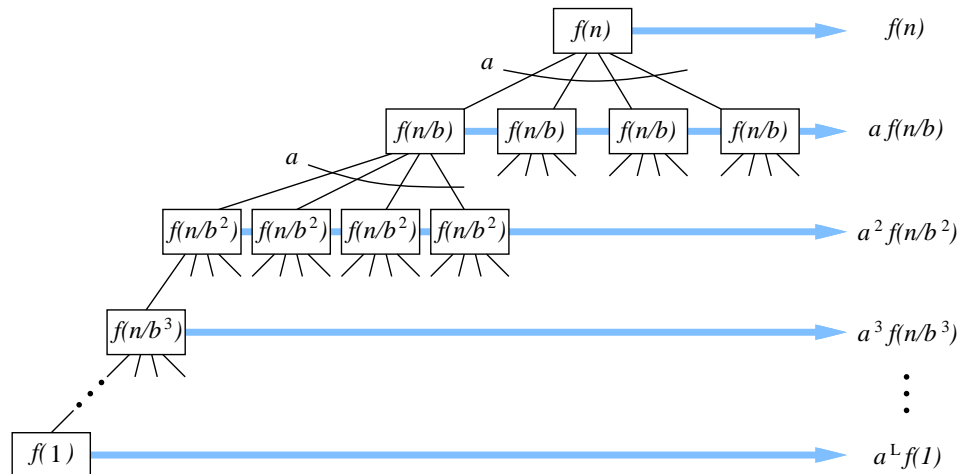 f(n) f(n)
a
f(n/b) f(n/b) f(n/b) f(n/b) a f(n/b)
a
f(n/b²) f(n/b²) f(n/b²) f(n/b²) a² f(n/b²)
f(n/b³) a³ f(n/b³)
f(1) aᴸ f(1)